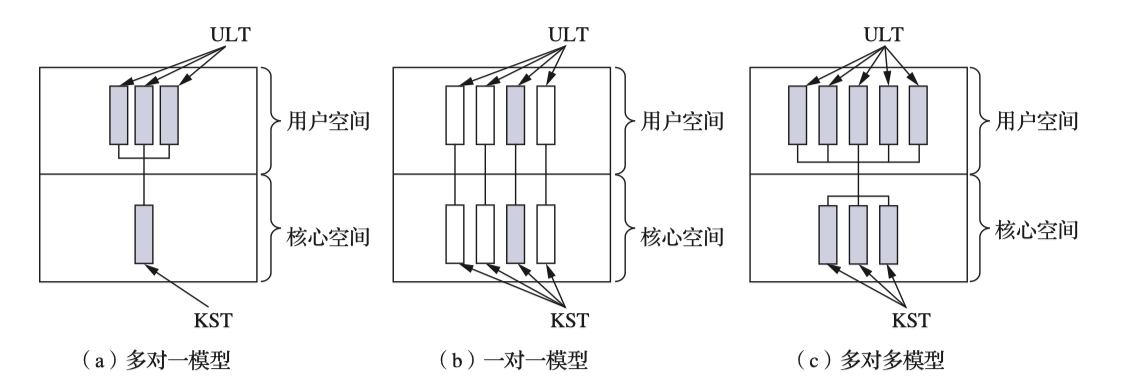 ULT
ULT
ULT
用户空间
用户空间
用户空间
核心空间
核心空间
核心空间
KST
KST
KST
（a）多对一模型
（b）一对一模型
（c）多对多模型